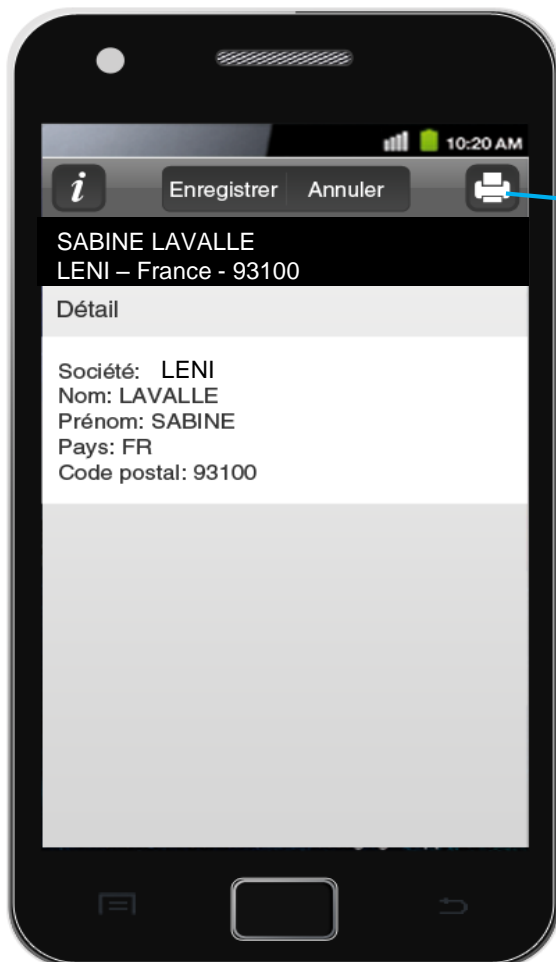 10:20 AM
i Enregistrer Annuler
SABINE LAVALLE
LENI – France - 93100
Détail
Société: LENI
Nom: LAVALLE
Prénom: SABINE
Pays: FR
Code postal: 93100